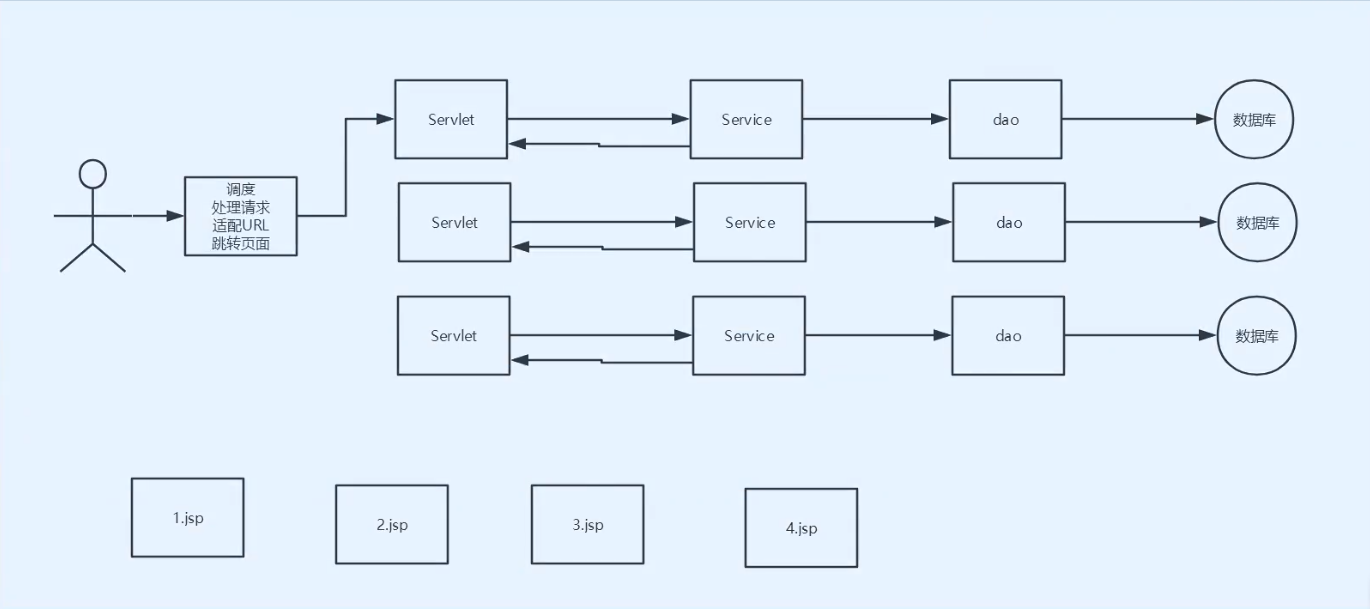 Servlet
Service
dao
数据库
调度
处理请求
适配URL
跳转页面
Servlet
Service
dao
数据库
Servlet
Service
dao
数据库
1.jsp
2.jsp
3.jsp
4.jsp